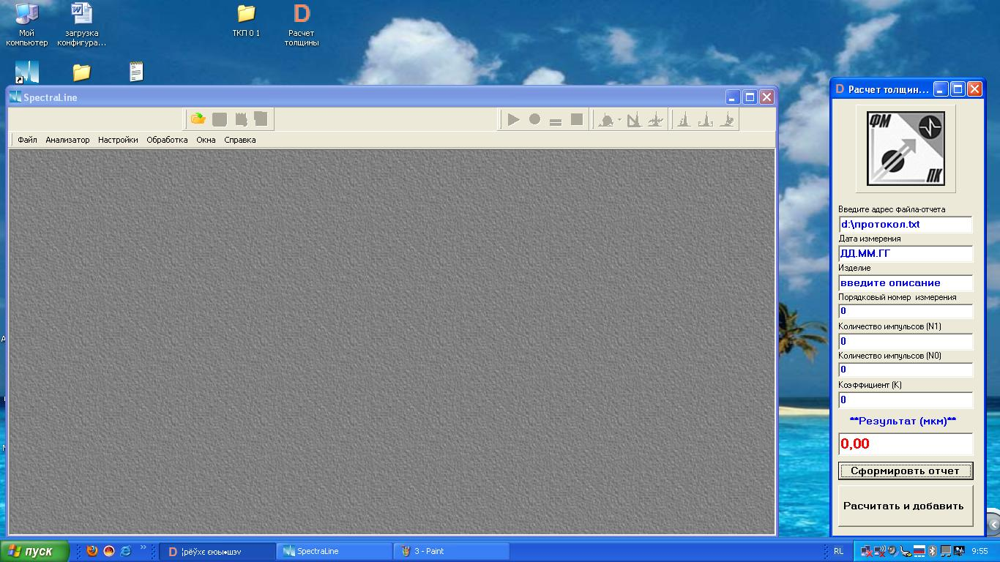 Мой
компьютер
загрузка
конфигура...
ТКП 0 1
D
Расчет
толщины
SpectraLine
Файл Анализатор Настройки Обработка Окна Справка
D Расчет толщин...
ФМ
ПК
Введите адрес файла-отчета
d:\протокол.txt
Дата измерения
ДД.ММ.ГГ
Изделие
введите описание
Порядковый номер измерения
0
Количество импульсов (N1)
0
Количество импульсов (N0)
0
Коэффициент (К)
0
**Результат (мкм)**
0,00
Сформировть отчет
Расчитать и добавить
пуск
D ¦рёўхє єюы•шэv
SpectraLine
3 - Paint
RL
9:55